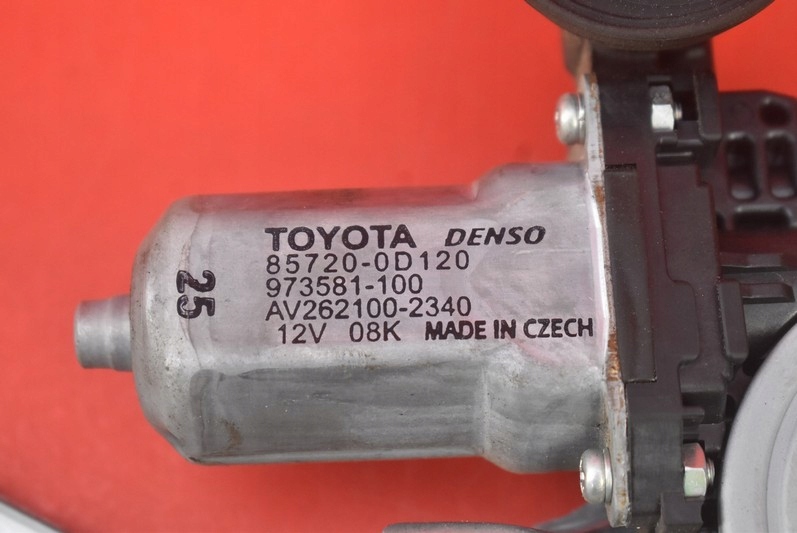 TOYOTA DENSO
85720-0D120
973581-100
AV262100-2340
12V 08K MADE IN CZECH
25